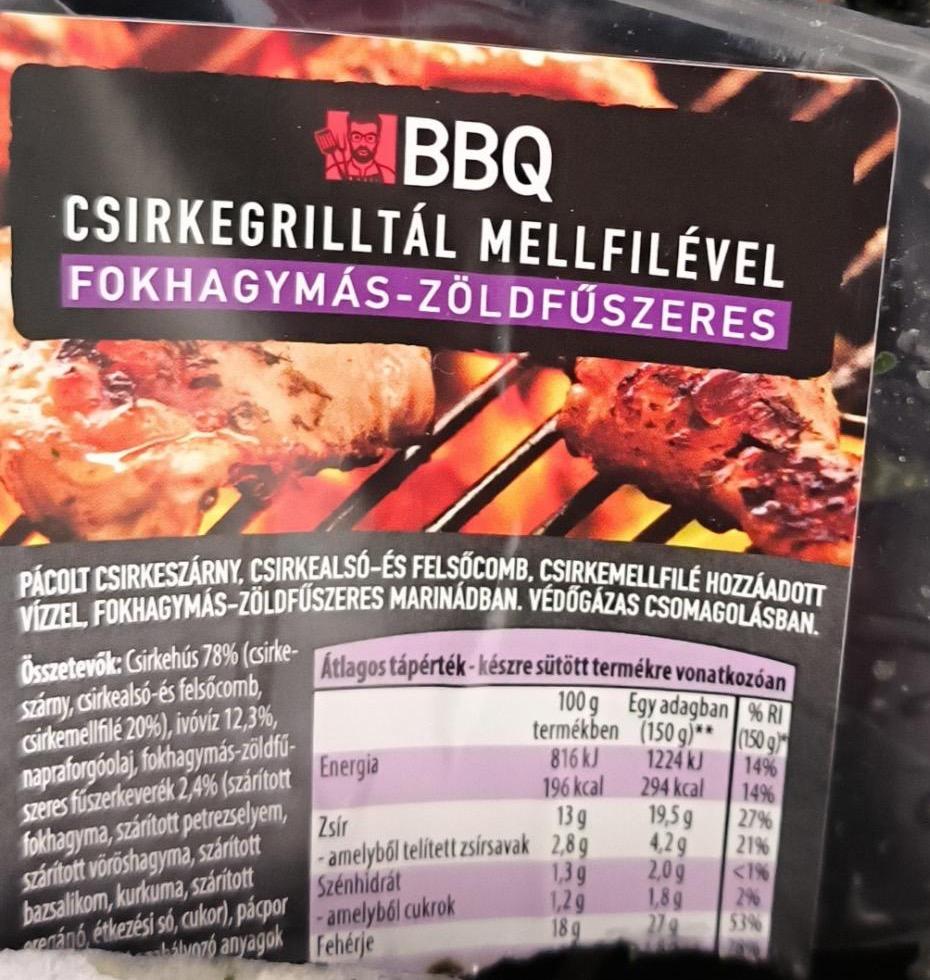 BBQ
CSIRKEGRILLTÁL MELLFILÉVEL
FOKHAGYMÁS-ZÖLDFŰSZERES
PÁCOLT CSIRKESZÁRNY, CSIRKEALSÓ-ÉS FELSŐCOMB, CSIRKEMELLFILÉ HOZZÁADOTT
VÍZZEL, FOKHAGYMÁS-ZÖLDFŰSZERES MARINÁDBAN. VÉDŐGÁZAS CSOMAGOLÁSBAN.
Összetevők: Csirkehús 78% (csirke-
szárny, csirkealsó-és felsőcomb,
csirkemellfilé 20%), ivóvíz 12,3%,
napraforgóolaj, fokhagymás-zöldfű-
szeres fűszerkeverék 2,4% (szárított
fokhagyma, szárított petrezselyem,
szárított vöröshagyma, szárított
bazsalikom, kurkuma, szárított
oregánó, étkezési só, cukor), pácpor
anyagok
Átlagos tápérték - készre sütött termékre vonatkozóan
100 g Egy adagban % RI
termékben (150 g)** (150 g)*
Energia 816 kJ 1224 kJ 14%
196 kcal 294 kcal 14%
Zsír 13 g 19,5 g 27%
- amelyből telített zsírsavak 2,8 g 4,2 g 21%
Szénhidrát 1,3 g 2,0 g <1%
- amelyből cukrok 1,2 g 1,8 g 2%
Fehérje 18 g 27 g 53%